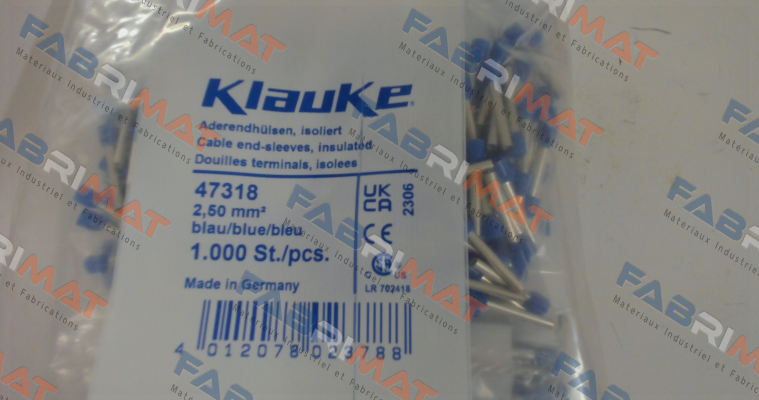 Klauke
Aderendhülsen, isoliert
Cable end-sleeves, insulated
Douilles terminals, isolees
47318
2,50 mm²
blau/blue/bleu
1.000 St./pcs.
Made in Germany
UK
CA
2306
CE
US
LR 702418
4 012078 023788
FABRIMAT
Materiaux Industriel et Fabrications